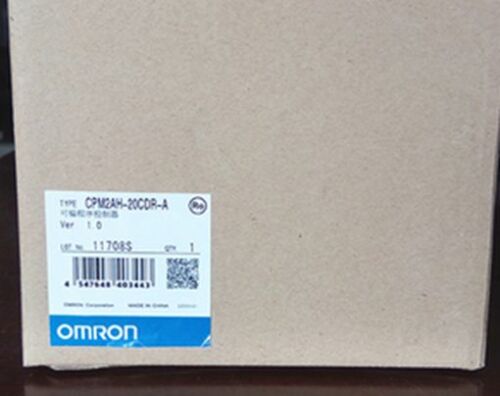 TYPE CPM2AH-20CDR-A
可编程序控制器
Ver 1.0
LOT No. 11708S QTY 1
4 547648 403443
OMRON Corporation MADE IN CHINA
OMRON